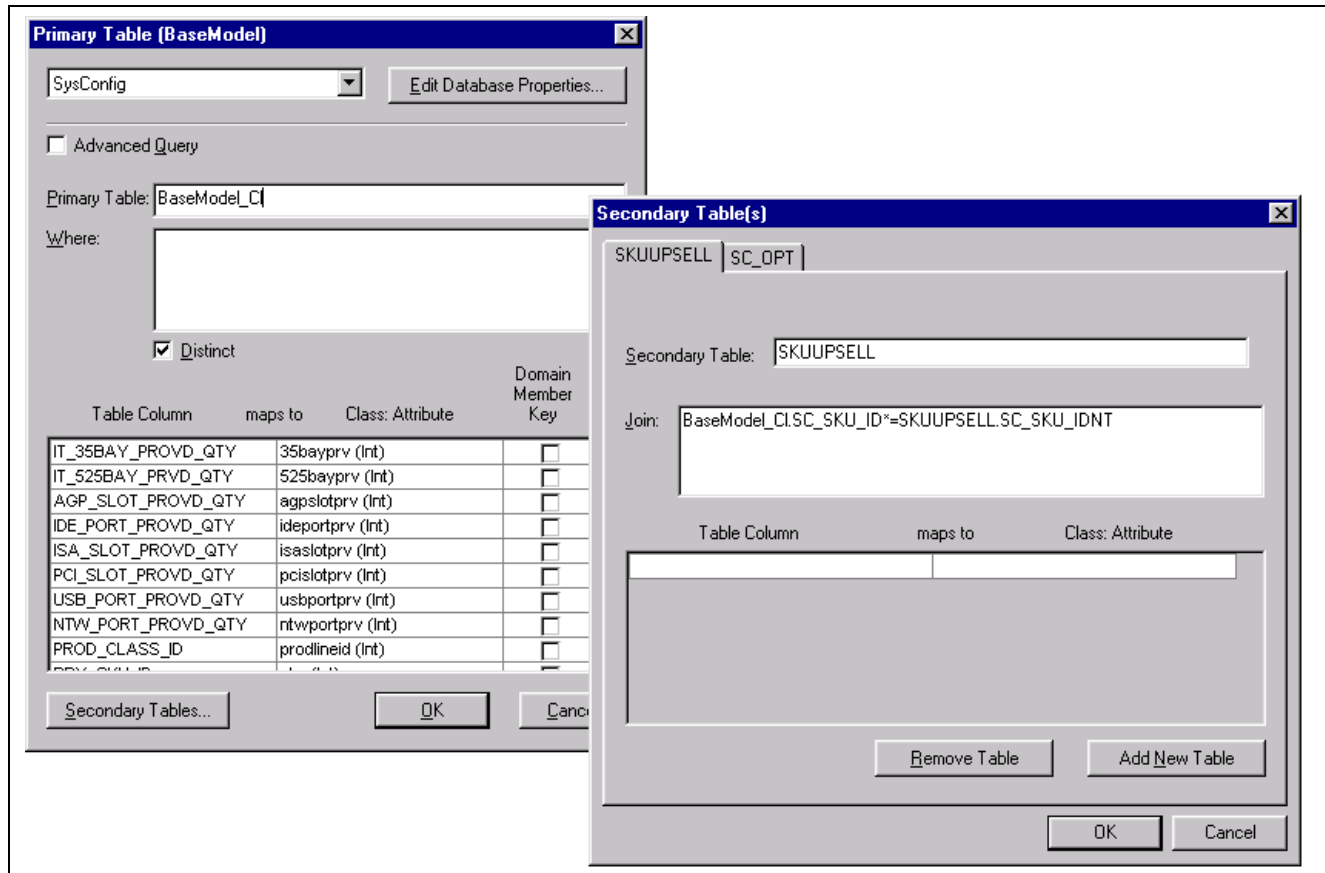 Primary Table (BaseModel)
SysConfig
Edit Database Properties...
Advanced Query
Primary Table: BaseModel_CI
Where:
Distinct
Domain
Member
Key
Table Column maps to Class: Attribute
IT_35BAY_PROVD_QTY 35bayprv (Int)
IT_525BAY_PRVD_QTY 525bayprv (Int)
AGP_SLOT_PROVD_QTY agpslotprv (Int)
IDE_PORT_PROVD_QTY ideportprv (Int)
ISA_SLOT_PROVD_QTY isaslotprv (Int)
PCI_SLOT_PROVD_QTY pcislotprv (Int)
USB_PORT_PROVD_QTY usbportprv (Int)
NTW_PORT_PROVD_QTY ntwportprv (Int)
PROD_CLASS_ID prodlineid (Int)
Secondary Tables...
OK
Canc
Secondary Table(s)
SKUUPSELL SC_OPT
Secondary Table: SKUUPSELL
Join: BaseModel_CI.SC_SKU_ID*=SKUUPSELL.SC_SKU_IDNT
Table Column maps to Class: Attribute
Remove Table
Add New Table
OK
Cancel